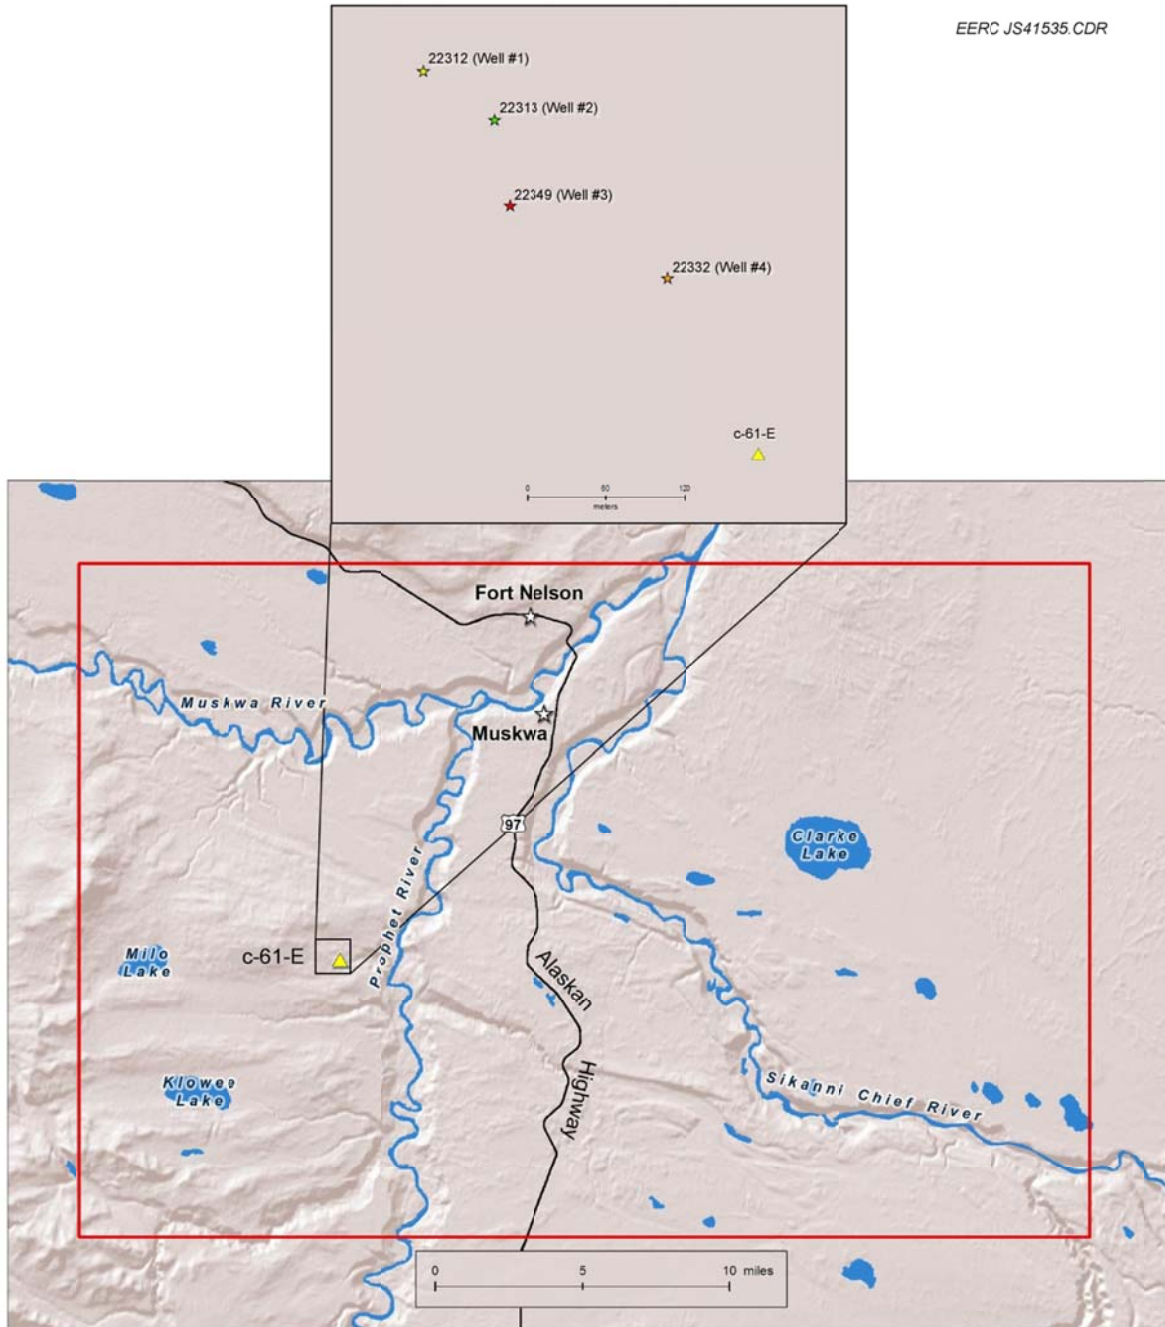 EERC JS41535.CDR
22312 (Well #1)
22313 (Well #2)
22349 (Well #3)
22332 (Well #4)
c-61-E
0 60 120
meters
Fort Nelson
Muskwa River
Muskwa
97
Clarke
Lake
Prophet River
c-61-E
Milo
Lake
Alaskan
Highway
Klowee
Lake
Sikanni Chief River
0 5 10 miles